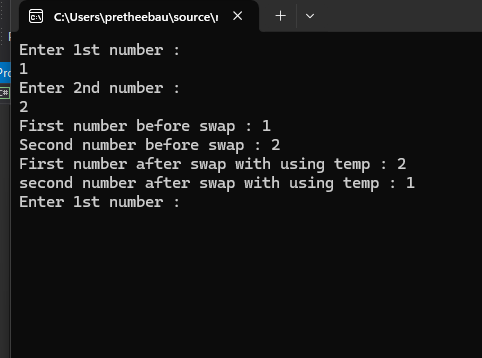 C:\Users\pretheebau\source\r
Enter 1st number :
1
Enter 2nd number :
2
First number before swap : 1
Second number before swap : 2
First number after swap with using temp : 2
second number after swap with using temp : 1
Enter 1st number :
Pro
C#